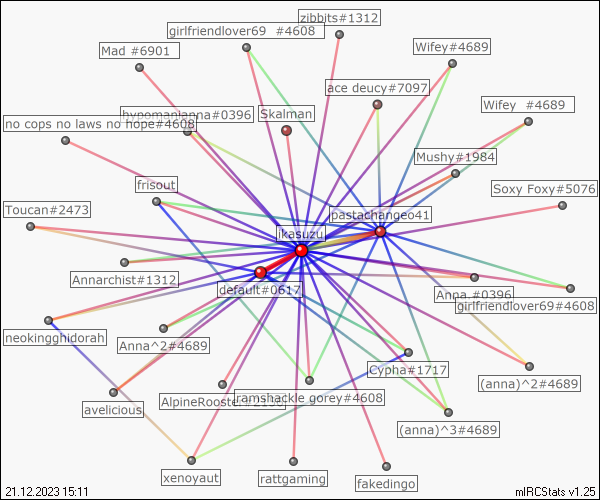 zibbits#1312
girlfriendlover69 #4608
Mad #6901
Wifey#4689
ace deucy#7097
Wifey #4689
hypomanianna#0396
Skalman
no cops no laws no hope#4608
Mushy#1984
frisout
Soxy Foxy#5076
Toucan#2473
pastachangeo41
ikasuzu
Annarchist#1312
default#0617
Anna #0396
girlfriendlover69#4608
neokingghidorah
Anna^2#4689
Cypha#1717
(anna)^2#4689
avelicious
ramshackle gorey#4608
(anna)^3#4689
xenoyaut
rattgaming
fakedingo
21.12.2023 15:11
mIRCStats v1.25